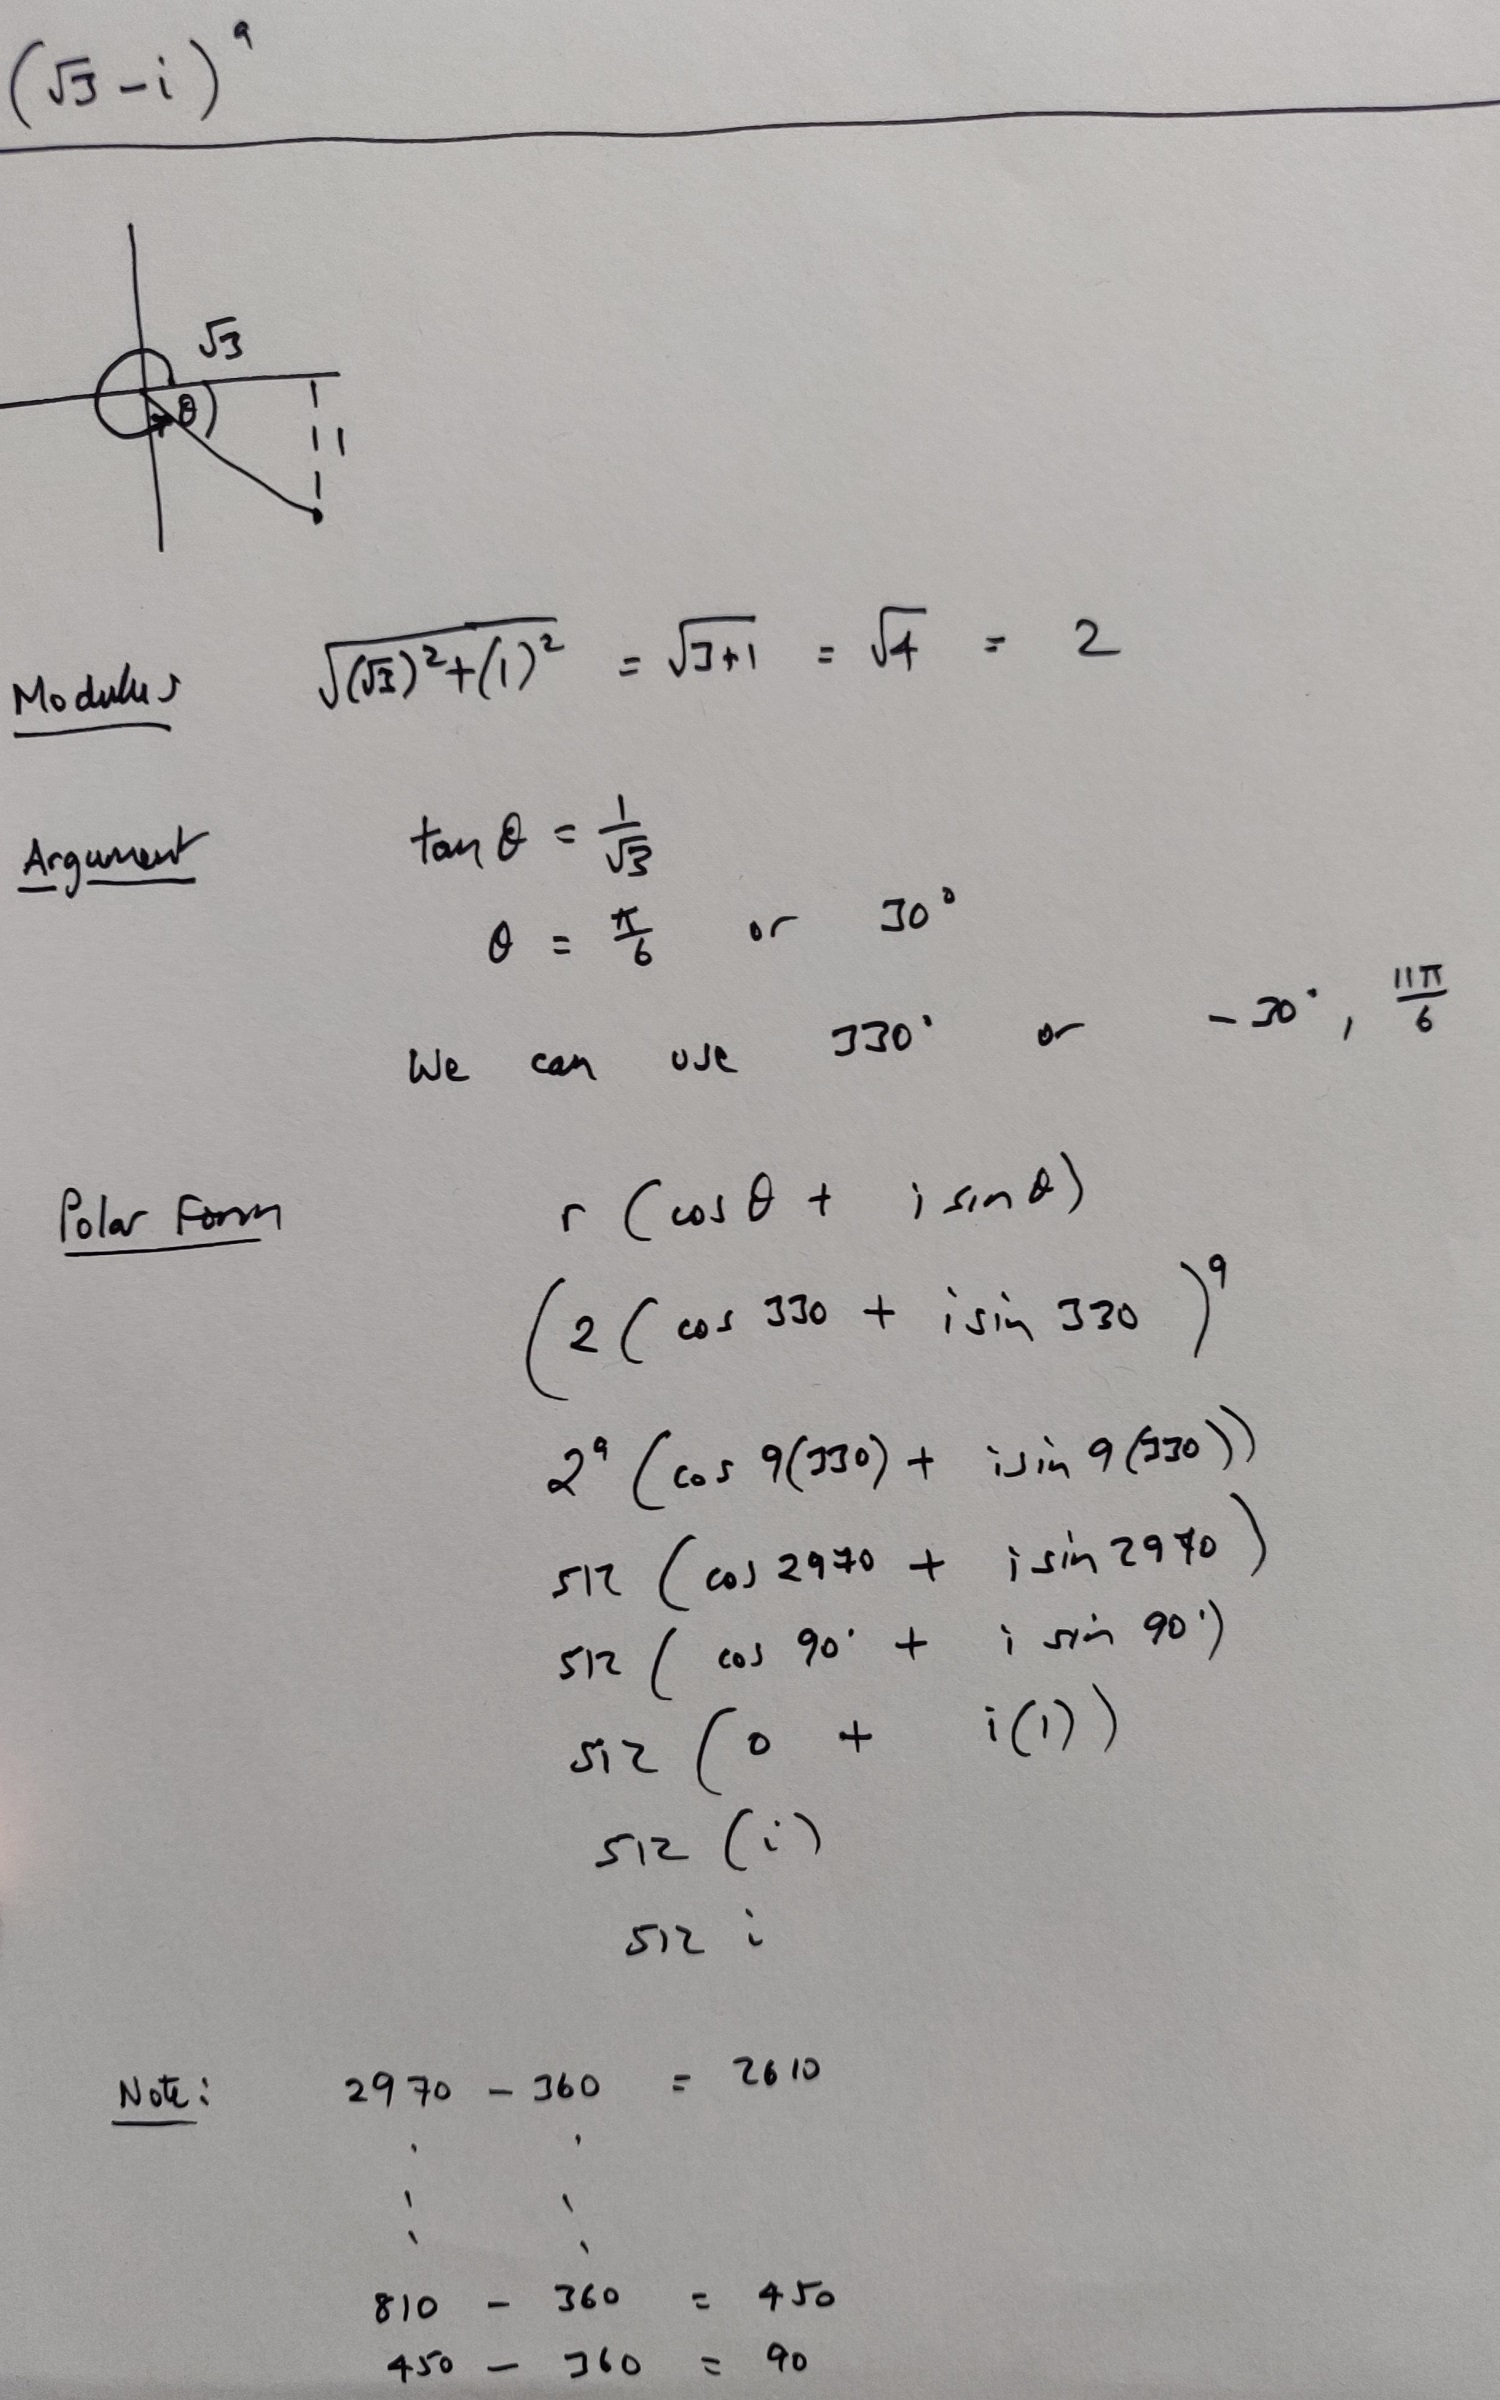 (√3 - i)⁹
√3
θ
1
Modulus √((√3)² + (1)²) = √3+1 = √4 = 2
Argument tan θ = 1/√3
θ = π/6 or 30°
We can use 330° or -30°, 11π/6
Polar Form r (cos θ + i sin θ)
(2 ( cos 330 + i sin 330 )⁹
2⁹ (cos 9(330) + i sin 9(330))
512 (cos 2970 + i sin 2970)
512 ( cos 90° + i sin 90°)
512 (0 + i(1))
512 (i)
512 i
Note: 2970 - 360 = 2610
810 - 360 = 450
450 - 360 = 90